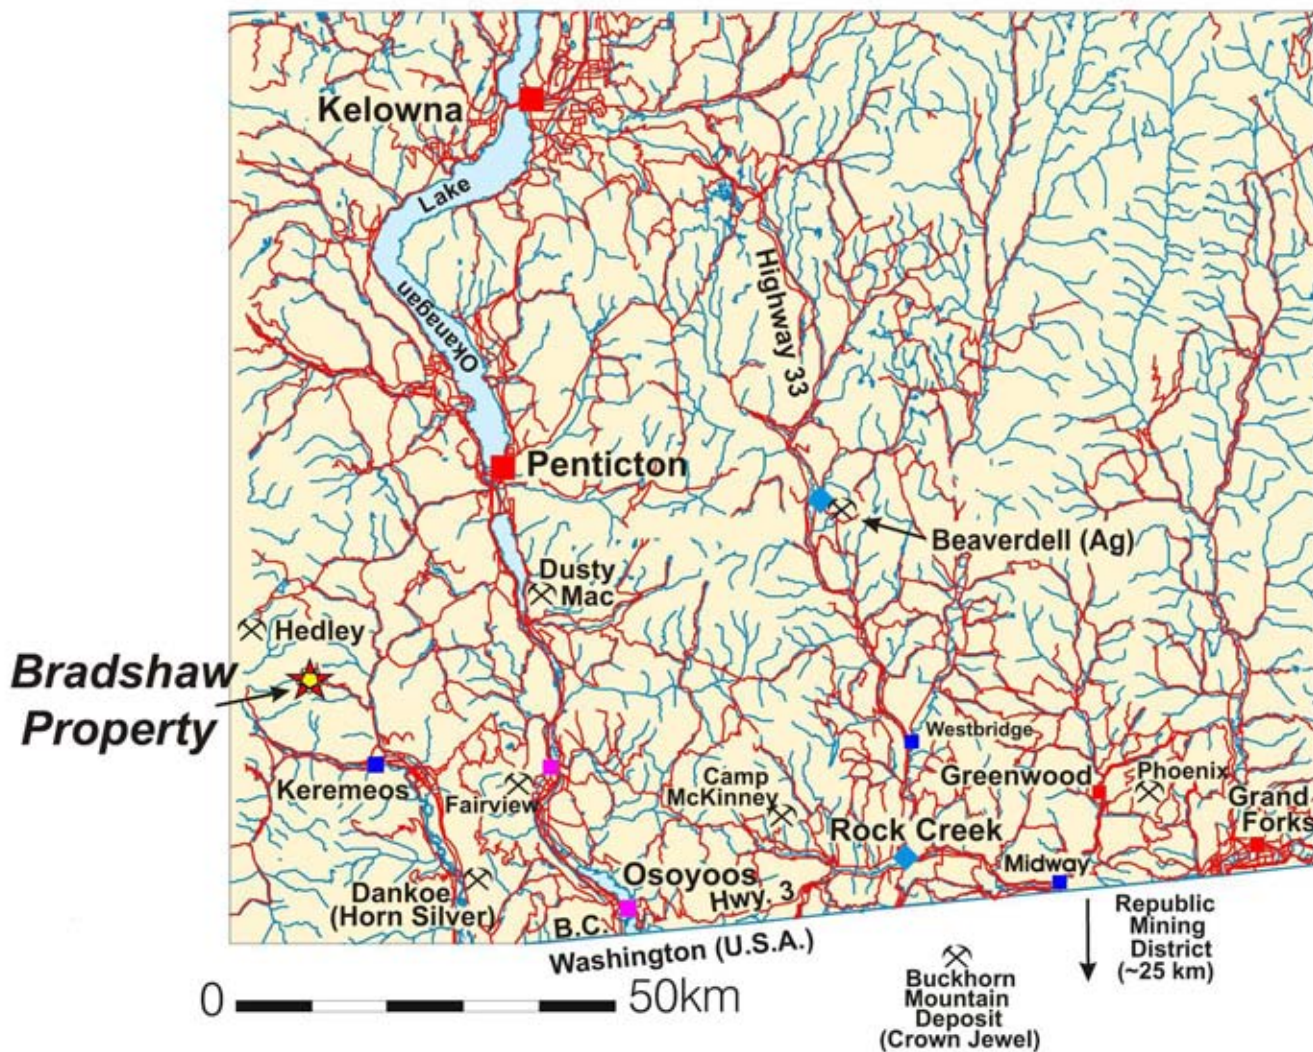 Kelowna
Lake
Okanagan
Highway 33
Penticton
Beaverdell (Ag)
Dusty
Mac
Hedley
Bradshaw
Property
Westbridge
Keremeos
Fairview
Camp
McKinney
Greenwood
Phoenix
Grand
Forks
Rock Creek
Midway
Dankoe
(Horn Silver)
Osoyoos
Hwy. 3
B.C.
Washington (U.S.A.)
Republic
Mining
District
(~25 km)
Buckhorn
Mountain
Deposit
(Crown Jewel)
0 50km